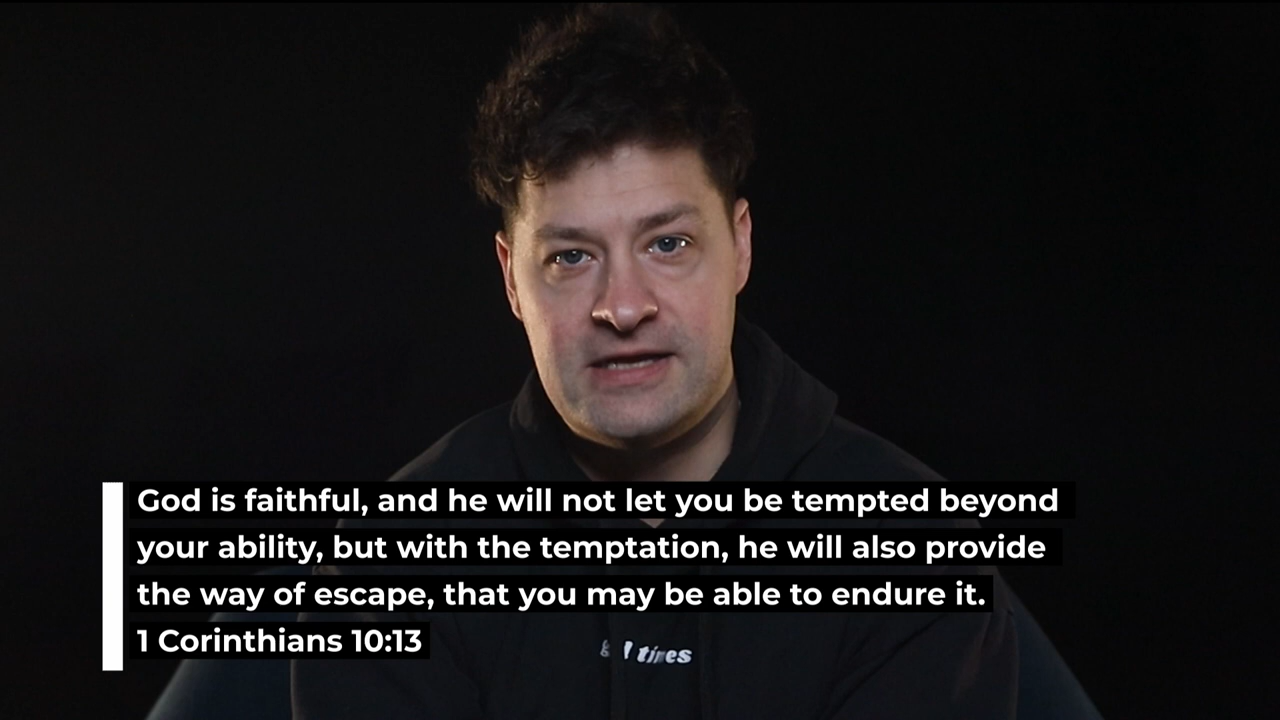 God is faithful, and he will not let you be tempted beyond
your ability, but with the temptation, he will also provide
the way of escape, that you may be able to endure it.
1 Corinthians 10:13
times